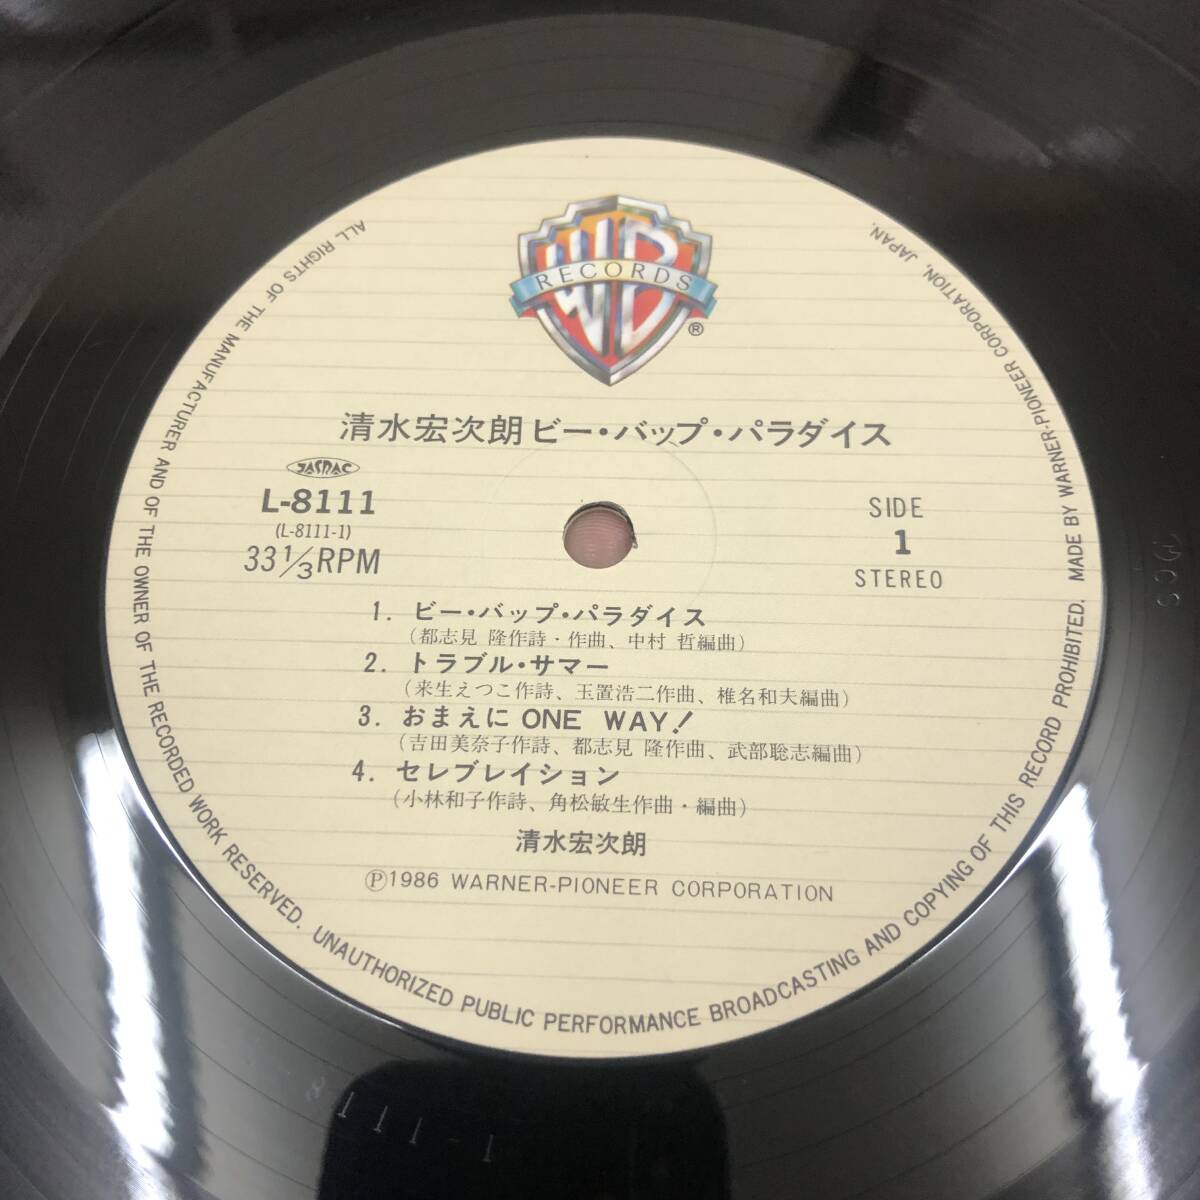 WB
RECORDS
®
清水宏次朗 ビー・バップ・パラダイス
JASRAC
L-8111
(L-8111-1)
33 1/3 RPM
SIDE
1
STEREO
1. ビー・バップ・パラダイス
(都志見 隆作詩・作曲、中村 哲編曲)
2. トラブル・サマー
(来生えつこ作詩、玉置浩二作曲、椎名和夫編曲)
3. おまえに ONE WAY!
(吉田美奈子作詩、都志見 隆作曲、武部聡志編曲)
4. セレブレイション
(小林和子作詩、角松敏生作曲・編曲)
清水宏次朗
Ⓟ1986 WARNER-PIONEER CORPORATION
ALL RIGHTS OF THE MANUFACTURER AND OF THE OWNER OF THE RECORDED WORK RESERVED. UNAUTHORIZED PUBLIC PERFORMANCE BROADCASTING AND COPYING OF THIS RECORD PROHIBITED. MADE BY WARNER-PIONEER CORPORATION, JAPAN.